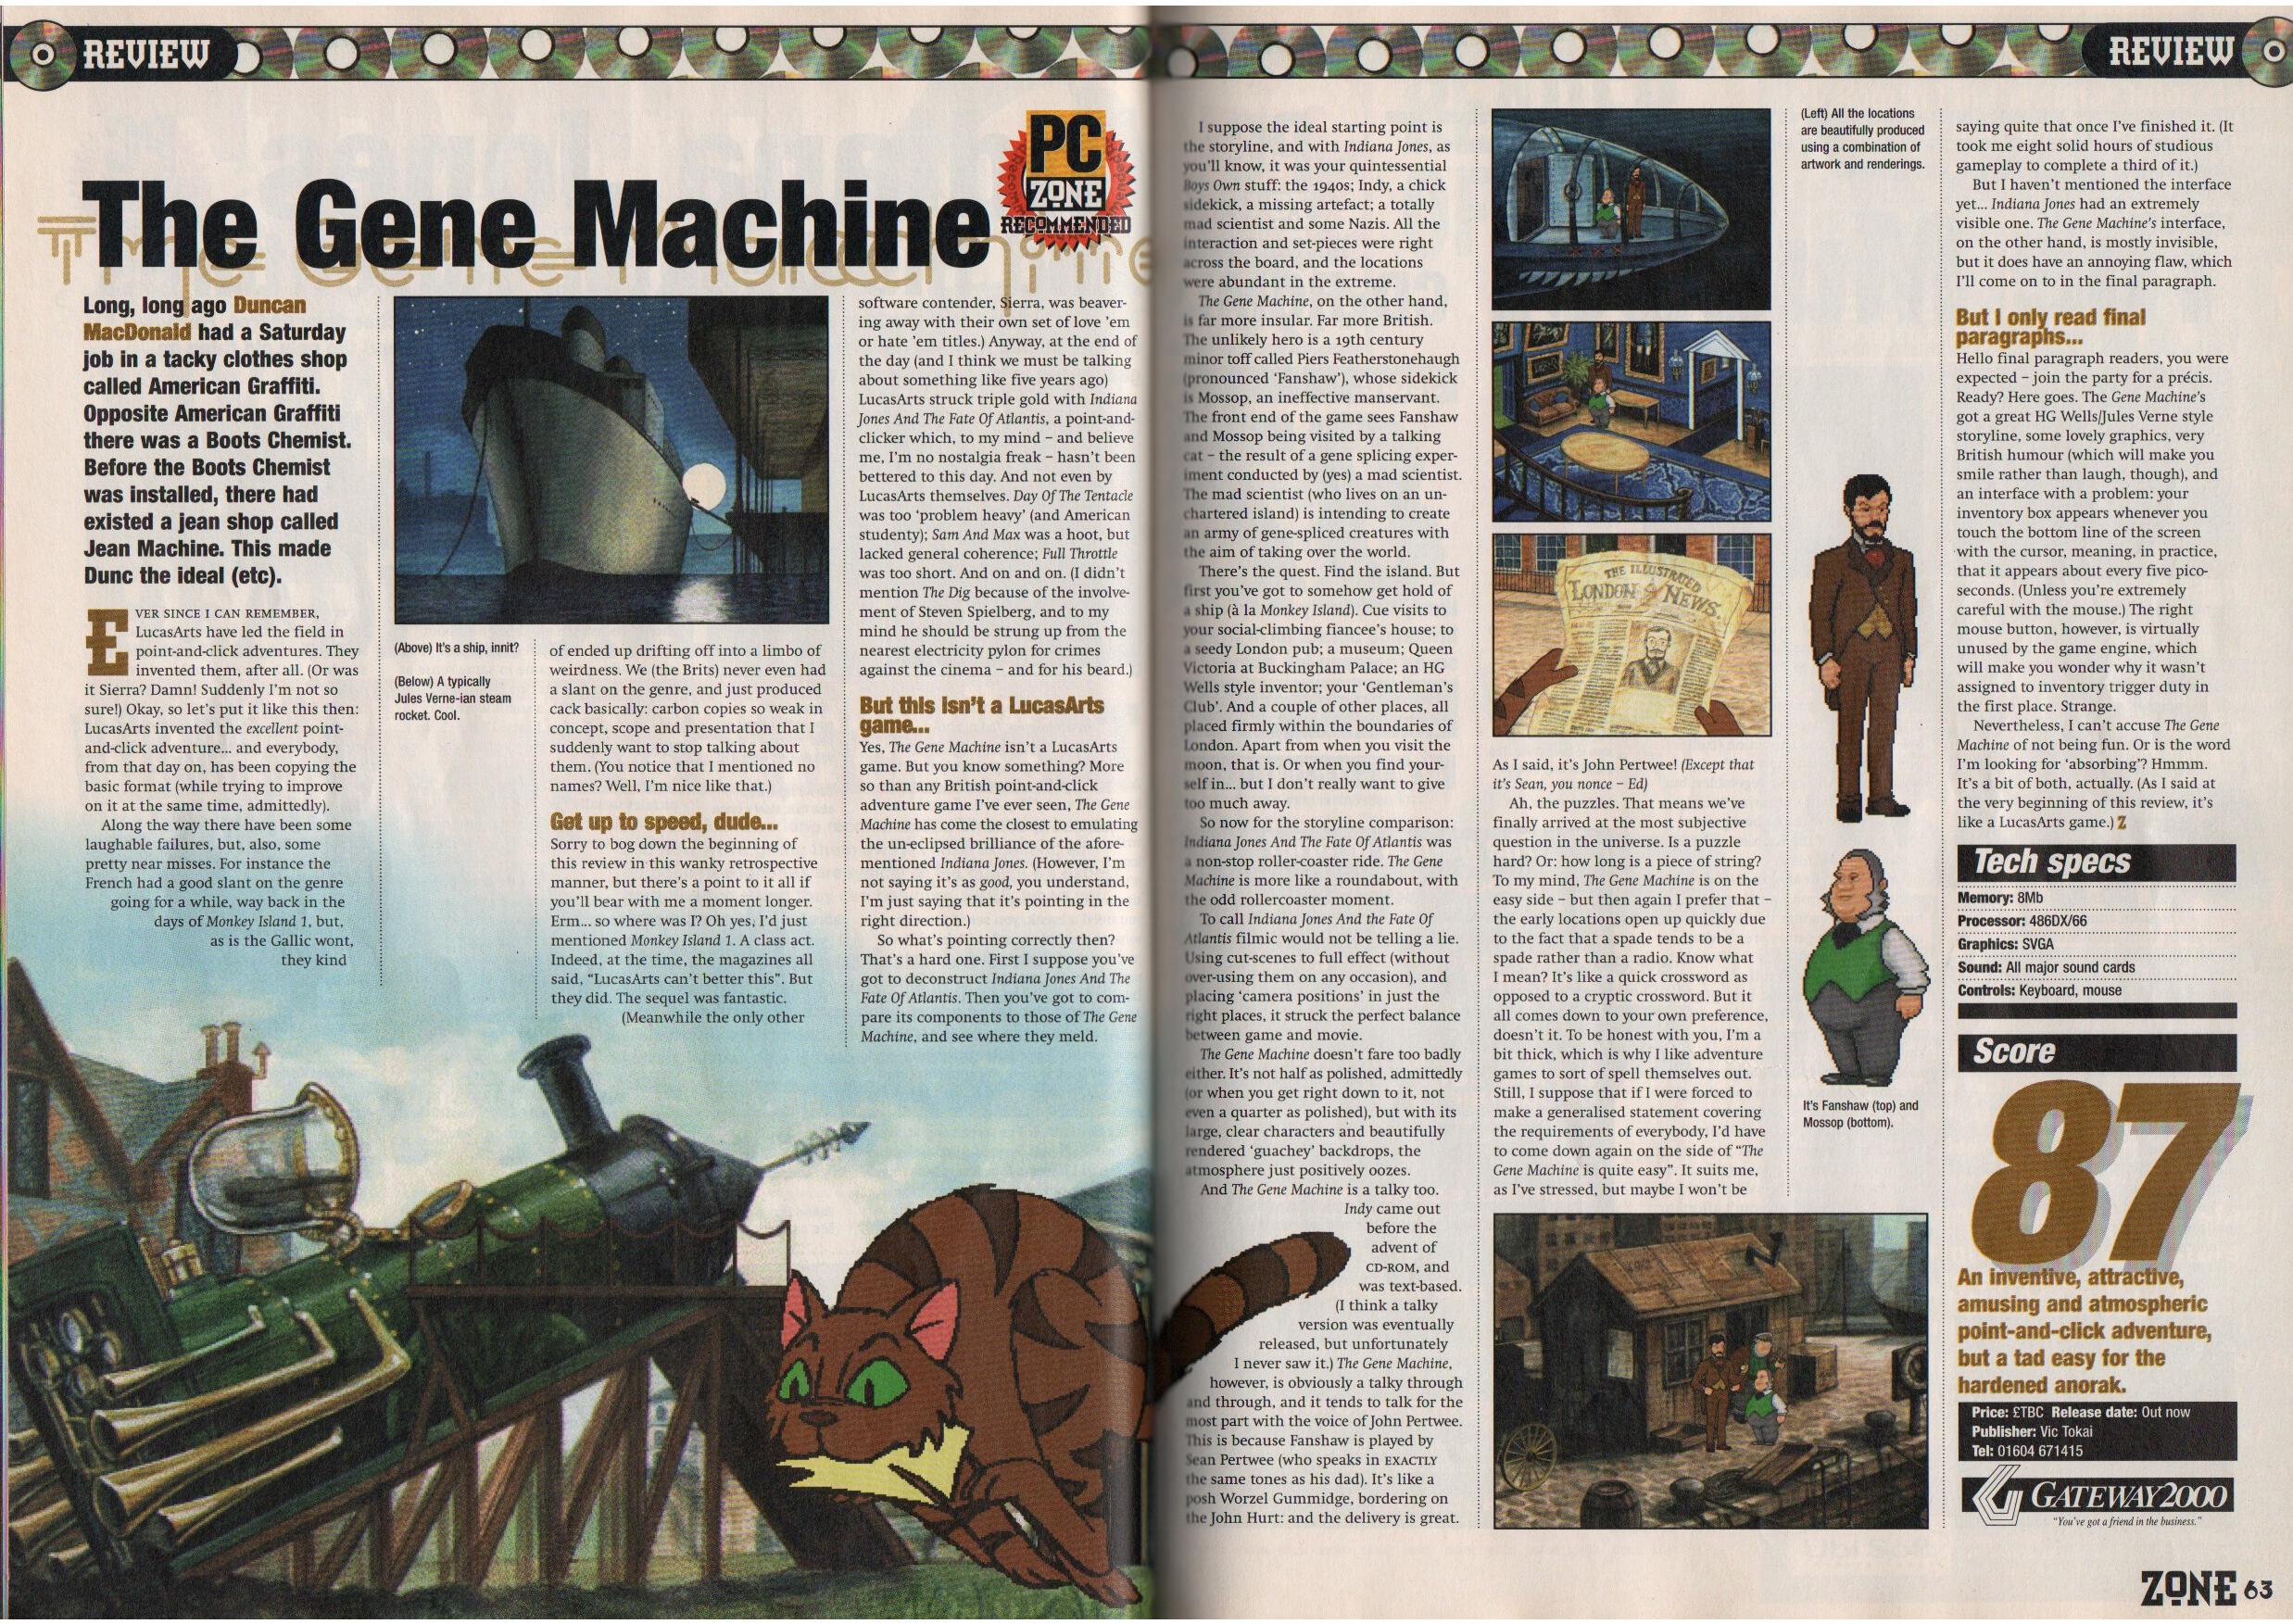 REVIEW
REVIEW
The Gene Machine
The Gene Machine
PC
ZONE
RECOMMENDED
Long, long ago Duncan
MacDonald had a Saturday
job in a tacky clothes shop
called American Graffiti.
Opposite American Graffiti
there was a Boots Chemist.
Before the Boots Chemist
was installed, there had
existed a jean shop called
Jean Machine. This made
Dunc the ideal (etc).
EVER SINCE I CAN REMEMBER,
LucasArts have led the field in
point-and-click adventures. They
invented them, after all. (Or was
it Sierra? Damn! Suddenly I'm not so
sure!) Okay, so let's put it like this then:
LucasArts invented the excellent point-
and-click adventure... and everybody,
from that day on, has been copying the
basic format (while trying to improve
on it at the same time, admittedly).
Along the way there have been some
laughable failures, but, also, some
pretty near misses. For instance the
French had a good slant on the genre
going for a while, way back in the
days of Monkey Island 1, but,
as is the Gallic wont,
they kind
(Above) It's a ship, innit?
(Below) A typically
Jules Verne-ian steam
rocket. Cool.
of ended up drifting off into a limbo of
weirdness. We (the Brits) never even had
a slant on the genre, and just produced
cack basically: carbon copies so weak in
concept, scope and presentation that I
suddenly want to stop talking about
them. (You notice that I mentioned no
names? Well, I'm nice like that.)
Get up to speed, dude...
Sorry to bog down the beginning of
this review in this wanky retrospective
manner, but there's a point to it all if
you'll bear with me a moment longer.
Erm... so where was I? Oh yes, I'd just
mentioned Monkey Island 1. A class act.
Indeed, at the time, the magazines all
said, “LucasArts can't better this”. But
they did. The sequel was fantastic.
(Meanwhile the only other
software contender, Sierra, was beaver-
ing away with their own set of love 'em
or hate 'em titles.) Anyway, at the end of
the day (and I think we must be talking
about something like five years ago)
LucasArts struck triple gold with Indiana
Jones And The Fate Of Atlantis, a point-and-
clicker which, to my mind – and believe
me, I'm no nostalgia freak – hasn't been
bettered to this day. And not even by
LucasArts themselves. Day Of The Tentacle
was too 'problem heavy' (and American
studenty); Sam And Max was a hoot, but
lacked general coherence; Full Throttle
was too short. And on and on. (I didn't
mention The Dig because of the involve-
ment of Steven Spielberg, and to my
mind he should be strung up from the
nearest electricity pylon for crimes
against the cinema – and for his beard.)
But this isn't a LucasArts
game...
Yes, The Gene Machine isn't a LucasArts
game. But you know something? More
so than any British point-and-click
adventure game I've ever seen, The Gene
Machine has come the closest to emulating
the un-eclipsed brilliance of the afore-
mentioned Indiana Jones. (However, I'm
not saying it's as good, you understand,
I'm just saying that it's pointing in the
right direction.)
So what's pointing correctly then?
That's a hard one. First I suppose you've
got to deconstruct Indiana Jones And The
Fate Of Atlantis. Then you've got to com-
pare its components to those of The Gene
Machine, and see where they meld.
I suppose the ideal starting point is
the storyline, and with Indiana Jones, as
you'll know, it was your quintessential
Boys Own stuff: the 1940s; Indy, a chick
sidekick, a missing artefact; a totally
mad scientist and some Nazis. All the
interaction and set-pieces were right
across the board, and the locations
were abundant in the extreme.
The Gene Machine, on the other hand,
is far more insular. Far more British.
The unlikely hero is a 19th century
minor toff called Piers Featherstonehaugh
(pronounced 'Fanshaw'), whose sidekick
is Mossop, an ineffective manservant.
The front end of the game sees Fanshaw
and Mossop being visited by a talking
cat – the result of a gene splicing exper-
iment conducted by (yes) a mad scientist.
The mad scientist (who lives on an un-
chartered island) is intending to create
an army of gene-spliced creatures with
the aim of taking over the world.
There's the quest. Find the island. But
first you've got to somehow get hold of
a ship (à la Monkey Island). Cue visits to
your social-climbing fiancee's house; to
a seedy London pub; a museum; Queen
Victoria at Buckingham Palace; an HG
Wells style inventor; your 'Gentleman's
Club'. And a couple of other places, all
placed firmly within the boundaries of
London. Apart from when you visit the
moon, that is. Or when you find your-
self in... but I don't really want to give
too much away.
So now for the storyline comparison:
Indiana Jones And The Fate Of Atlantis was
a non-stop roller-coaster ride. The Gene
Machine is more like a roundabout, with
the odd rollercoaster moment.
To call Indiana Jones And the Fate Of
Atlantis filmic would not be telling a lie.
Using cut-scenes to full effect (without
over-using them on any occasion), and
placing 'camera positions' in just the
right places, it struck the perfect balance
between game and movie.
The Gene Machine doesn't fare too badly
either. It's not half as polished, admittedly
(or when you get right down to it, not
even a quarter as polished), but with its
large, clear characters and beautifully
rendered 'guachey' backdrops, the
atmosphere just positively oozes.
And The Gene Machine is a talky too.
Indy came out
before the
advent of
CD-ROM, and
was text-based.
(I think a talky
version was eventually
released, but unfortunately
I never saw it.) The Gene Machine,
however, is obviously a talky through
and through, and it tends to talk for the
most part with the voice of John Pertwee.
This is because Fanshaw is played by
Sean Pertwee (who speaks in EXACTLY
the same tones as his dad). It's like a
posh Worzel Gummidge, bordering on
the John Hurt: and the delivery is great.
(Left) All the locations
are beautifully produced
using a combination of
artwork and renderings.
THE ILLUSTRATED
LONDON NEWS.
As I said, it's John Pertwee! (Except that
it's Sean, you nonce – Ed)
Ah, the puzzles. That means we've
finally arrived at the most subjective
question in the universe. Is a puzzle
hard? Or: how long is a piece of string?
To my mind, The Gene Machine is on the
easy side – but then again I prefer that –
the early locations open up quickly due
to the fact that a spade tends to be a
spade rather than a radio. Know what
I mean? It's like a quick crossword as
opposed to a cryptic crossword. But it
all comes down to your own preference,
doesn't it. To be honest with you, I'm a
bit thick, which is why I like adventure
games to sort of spell themselves out.
Still, I suppose that if I were forced to
make a generalised statement covering
the requirements of everybody, I'd have
to come down again on the side of “The
Gene Machine is quite easy”. It suits me,
as I've stressed, but maybe I won't be
It's Fanshaw (top) and
Mossop (bottom).
saying quite that once I've finished it. (It
took me eight solid hours of studious
gameplay to complete a third of it.)
But I haven't mentioned the interface
yet... Indiana Jones had an extremely
visible one. The Gene Machine's interface,
on the other hand, is mostly invisible,
but it does have an annoying flaw, which
I'll come on to in the final paragraph.
But I only read final
paragraphs...
Hello final paragraph readers, you were
expected – join the party for a précis.
Ready? Here goes. The Gene Machine's
got a great HG Wells/Jules Verne style
storyline, some lovely graphics, very
British humour (which will make you
smile rather than laugh, though), and
an interface with a problem: your
inventory box appears whenever you
touch the bottom line of the screen
with the cursor, meaning, in practice,
that it appears about every five pico-
seconds. (Unless you're extremely
careful with the mouse.) The right
mouse button, however, is virtually
unused by the game engine, which
will make you wonder why it wasn't
assigned to inventory trigger duty in
the first place. Strange.
Nevertheless, I can't accuse The Gene
Machine of not being fun. Or is the word
I'm looking for 'absorbing'? Hmmm.
It's a bit of both, actually. (As I said at
the very beginning of this review, it's
like a LucasArts game.) Z
Tech specs
Memory: 8Mb
Processor: 486DX/66
Graphics: SVGA
Sound: All major sound cards
Controls: Keyboard, mouse
Score
87
An inventive, attractive,
amusing and atmospheric
point-and-click adventure,
but a tad easy for the
hardened anorak.
Price: £TBC Release date: Out now
Publisher: Vic Tokai
Tel: 01604 671415
GATEWAY2000
"You've got a friend in the business."
ZONE 63